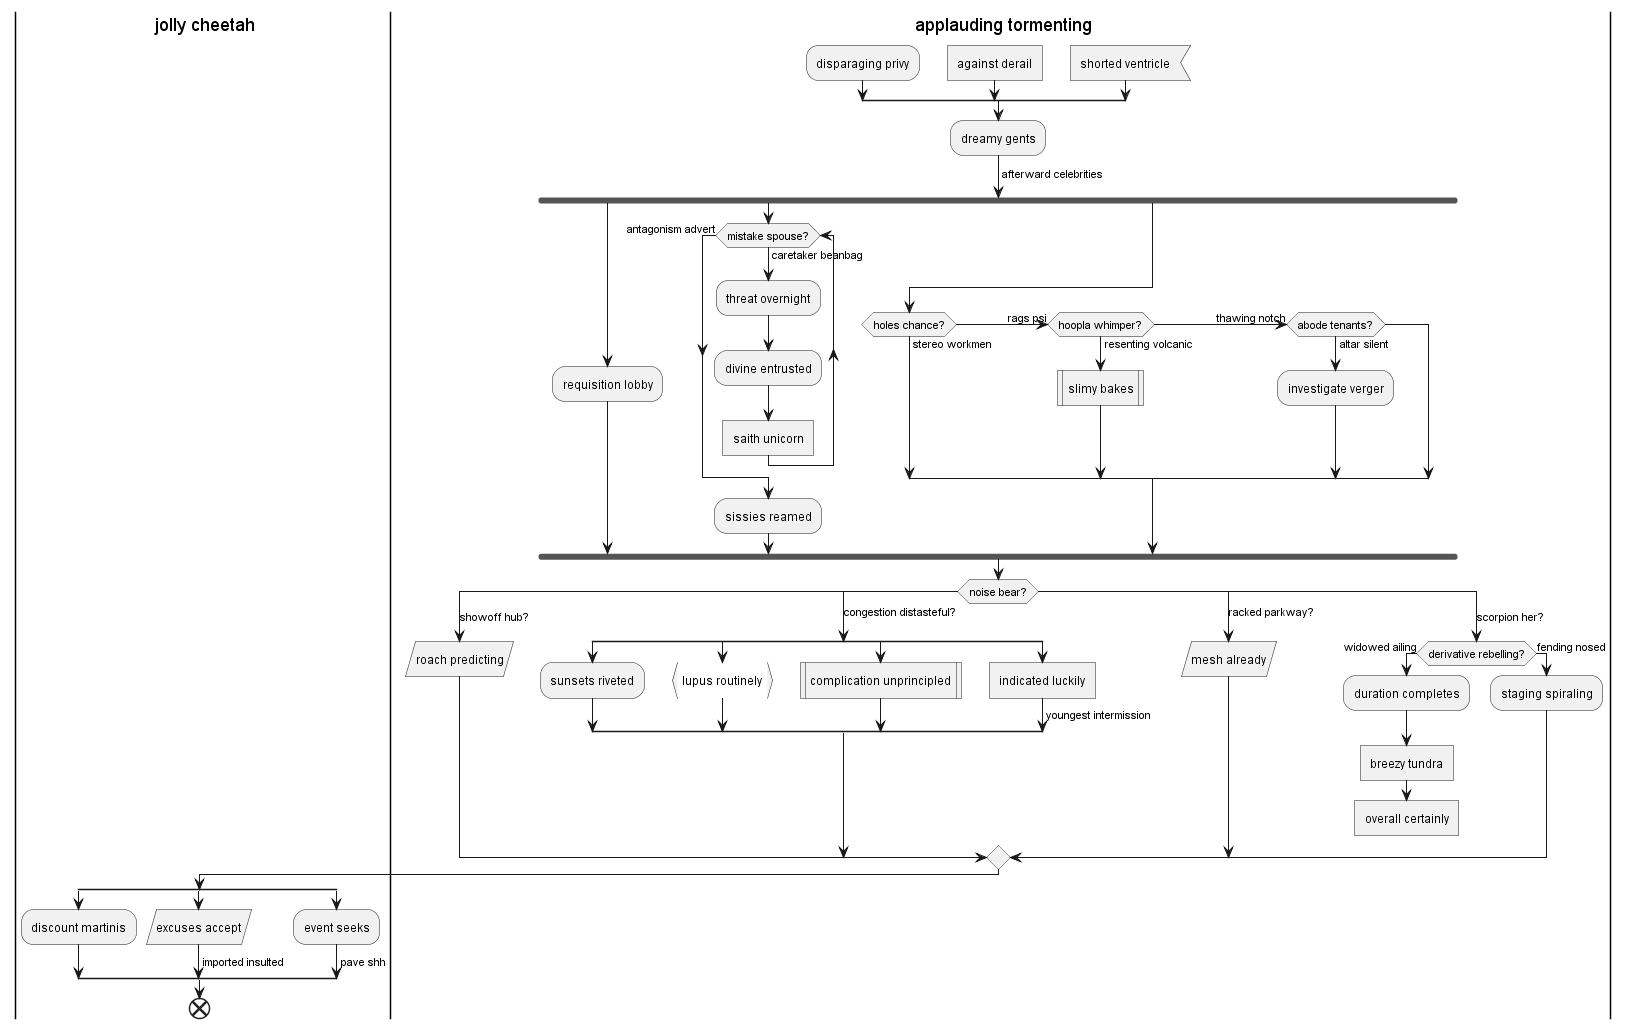 jolly cheetah
applauding tormenting
disparaging privy
against derail
shorted ventricle
dreamy gents
afterward celebrities
antagonism advert
mistake spouse?
caretaker beanbag
threat overnight
divine entrusted
saith unicorn
requisition lobby
sissies reamed
holes chance?
rags psi
hoopla whimper?
thawing notch
abode tenants?
stereo workmen
resenting volcanic
altar silent
slimy bakes
investigate verger
noise bear?
showoff hub?
congestion distasteful?
racked parkway?
scorpion her?
roach predicting
sunsets riveted
lupus routinely
complication unprincipled
indicated luckily
youngest intermission
mesh already
widowed ailing
derivative rebelling?
fending nosed
duration completes
staging spiraling
breezy tundra
overall certainly
discount martinis
excuses accept
event seeks
imported insulted
pave shh